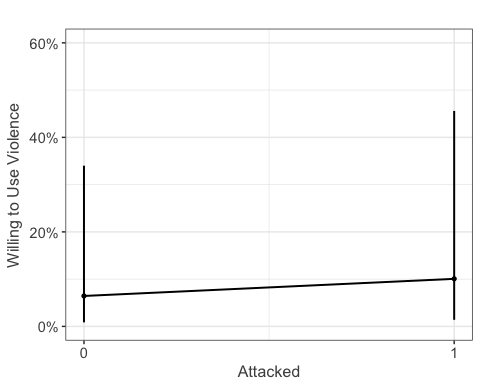 60%
40%
20%
0%
Willing to Use Violence
0 1
Attacked